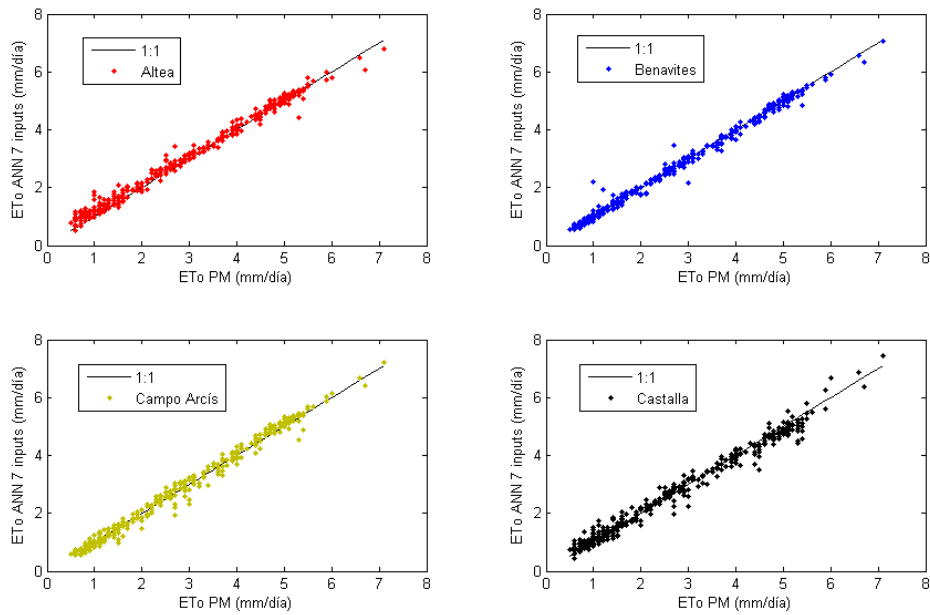 8
6
4
2
0
ETo ANN 7 inputs (mm/día)
1:1
Altea
0 1 2 3 4 5 6 7 8
ETo PM (mm/día)
8
6
4
2
0
ETo ANN 7 inputs (mm/día)
1:1
Benavites
0 1 2 3 4 5 6 7 8
ETo PM (mm/día)
8
6
4
2
0
ETo ANN 7 inputs (mm/día)
1:1
Campo Arcís
0 1 2 3 4 5 6 7 8
ETo PM (mm/día)
8
6
4
2
0
ETo ANN 7 inputs (mm/día)
1:1
Castalla
0 1 2 3 4 5 6 7 8
ETo PM (mm/día)